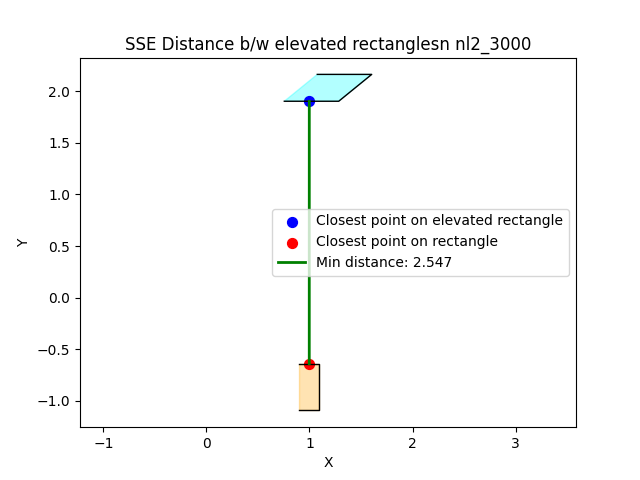 SSE Distance b/w elevated rectanglesn nl2_3000
2.0
1.5
1.0
0.5
0.0
−0.5
−1.0
Y
Closest point on elevated rectangle
Closest point on rectangle
Min distance: 2.547
−1 0 1 2 3
X